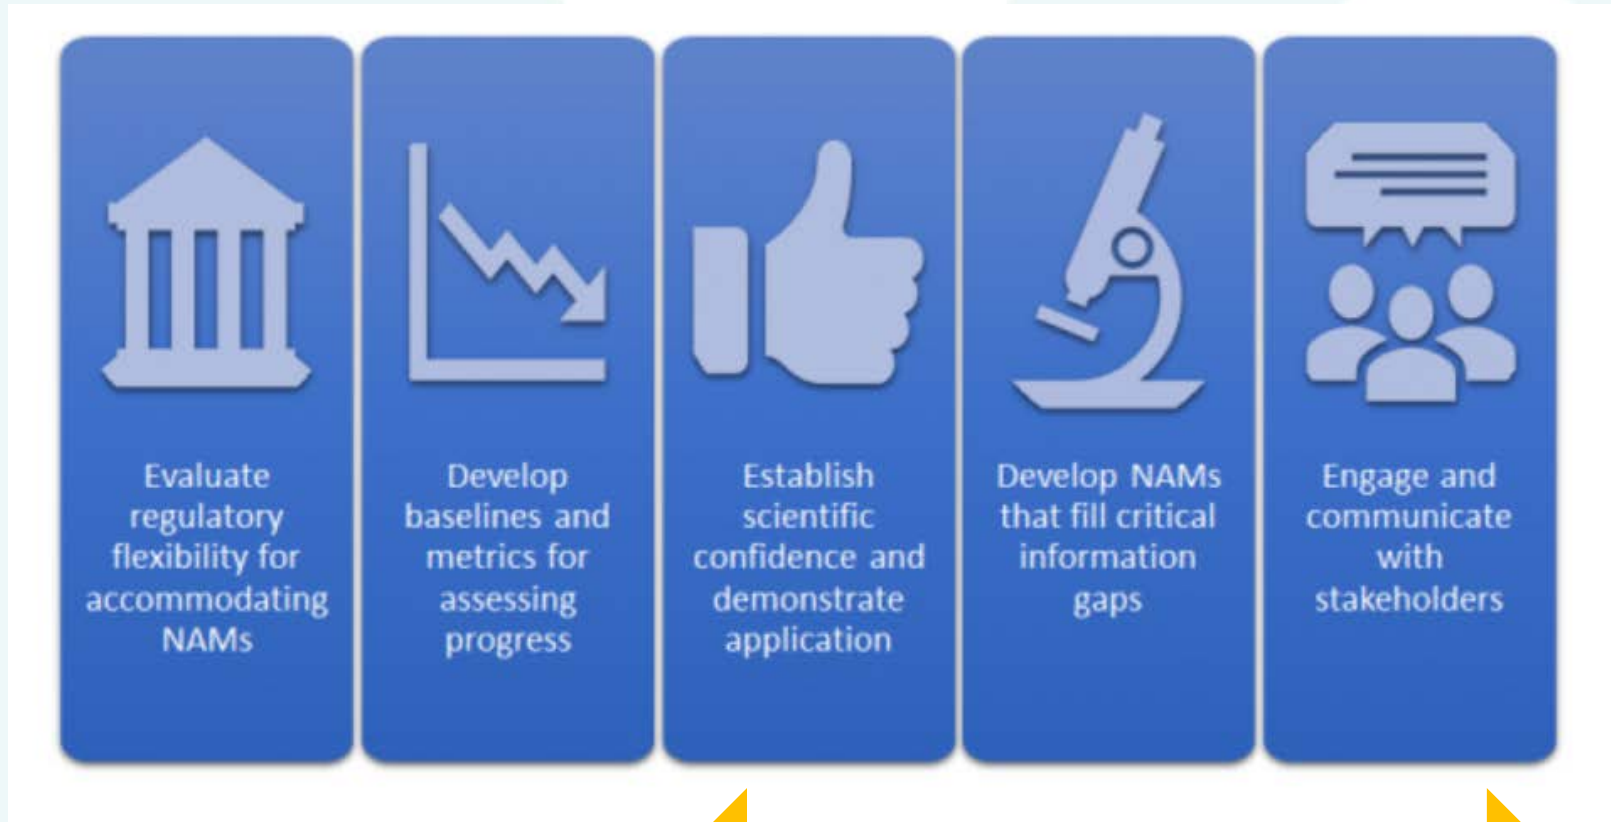 Evaluate
regulatory
flexibility for
accommodating
NAMs
Develop
baselines and
metrics for
assessing
progress
Establish
scientific
confidence and
demonstrate
application
Develop NAMs
that fill critical
information
gaps
Engage and
communicate
with
stakeholders